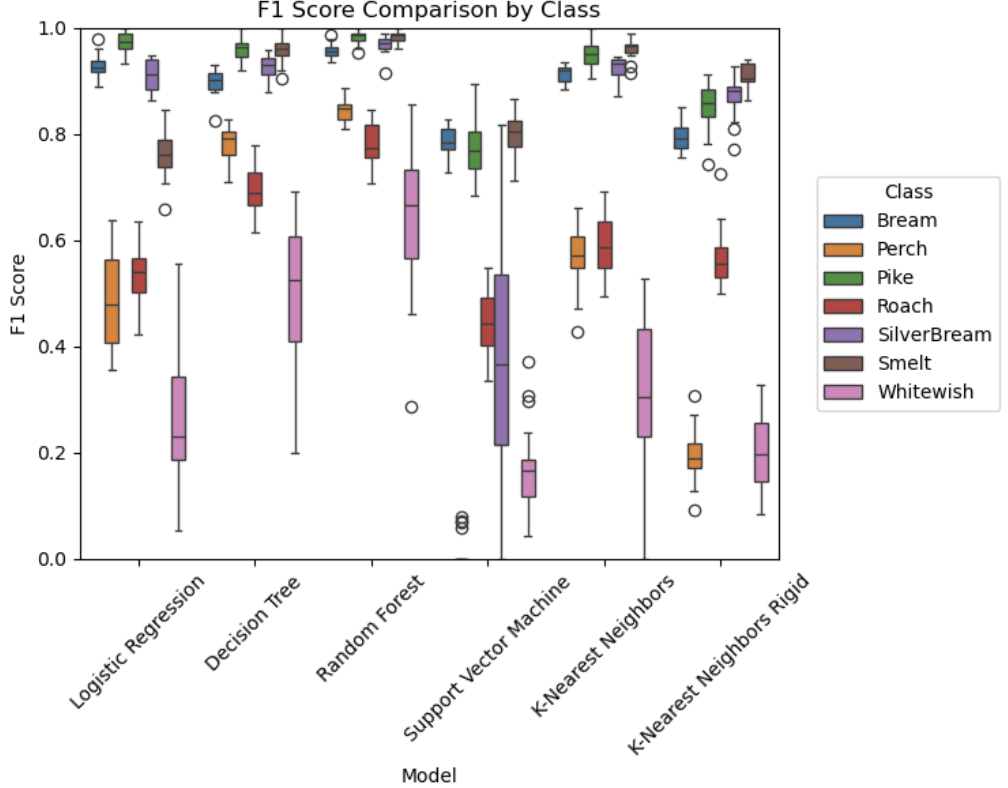 F1 Score Comparison by Class
F1 Score
1.0
0.8
0.6
0.4
0.2
0.0
Logistic Regression
Decision Tree
Random Forest
Support Vector Machine
K-Nearest Neighbors
K-Nearest Neighbors Rigid
Model
Class
Bream
Perch
Pike
Roach
SilverBream
Smelt
Whitewish